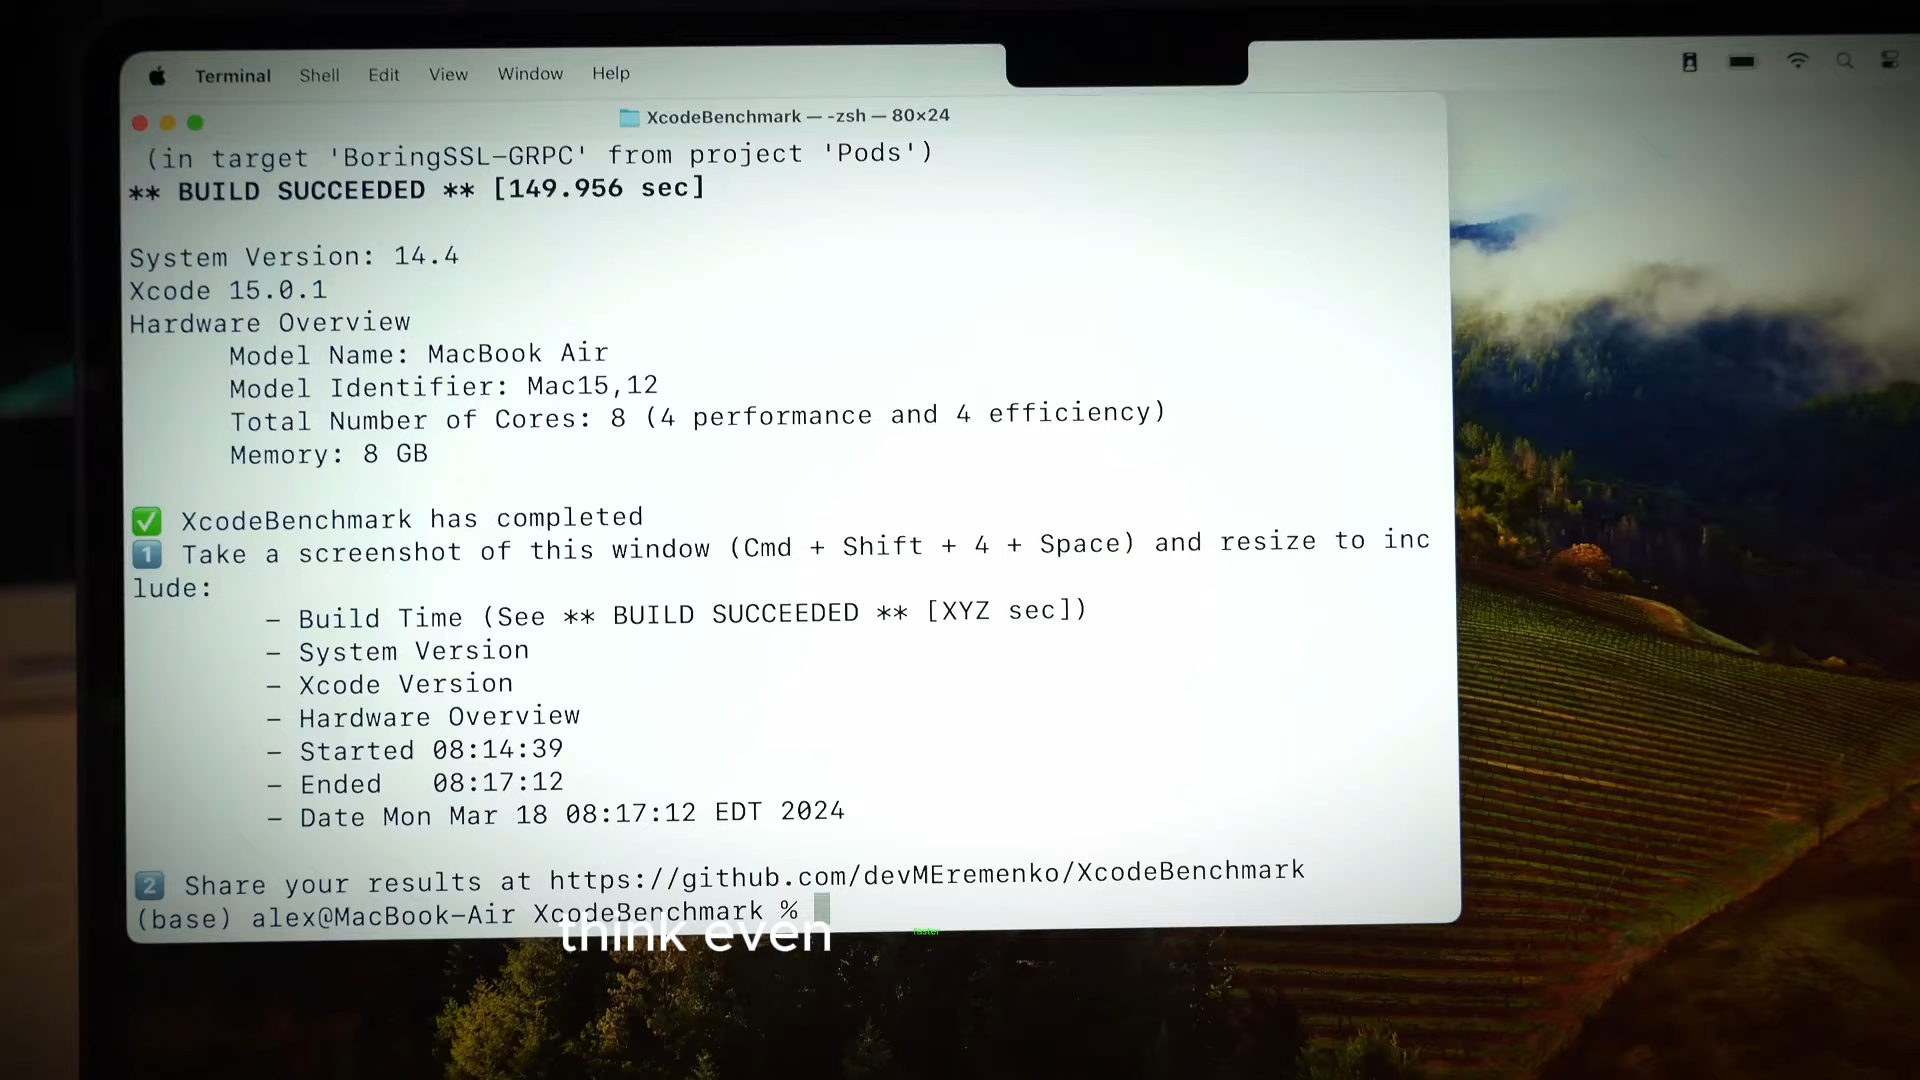 Terminal Shell Edit View Window Help
XcodeBenchmark — -zsh — 80×24
(in target 'BoringSSL-GRPC' from project 'Pods')
** BUILD SUCCEEDED ** [149.956 sec]
System Version: 14.4
Xcode 15.0.1
Hardware Overview
Model Name: MacBook Air
Model Identifier: Mac15,12
Total Number of Cores: 8 (4 performance and 4 efficiency)
Memory: 8 GB
✅ XcodeBenchmark has completed
1️⃣ Take a screenshot of this window (Cmd + Shift + 4 + Space) and resize to inc
lude:
– Build Time (See ** BUILD SUCCEEDED ** [XYZ sec])
– System Version
– Xcode Version
– Hardware Overview
– Started 08:14:39
– Ended 08:17:12
– Date Mon Mar 18 08:17:12 EDT 2024
2️⃣ Share your results at https://github.com/devMEremenko/XcodeBenchmark
(base) alex@MacBook-Air XcodeBenchmark %
think even faster